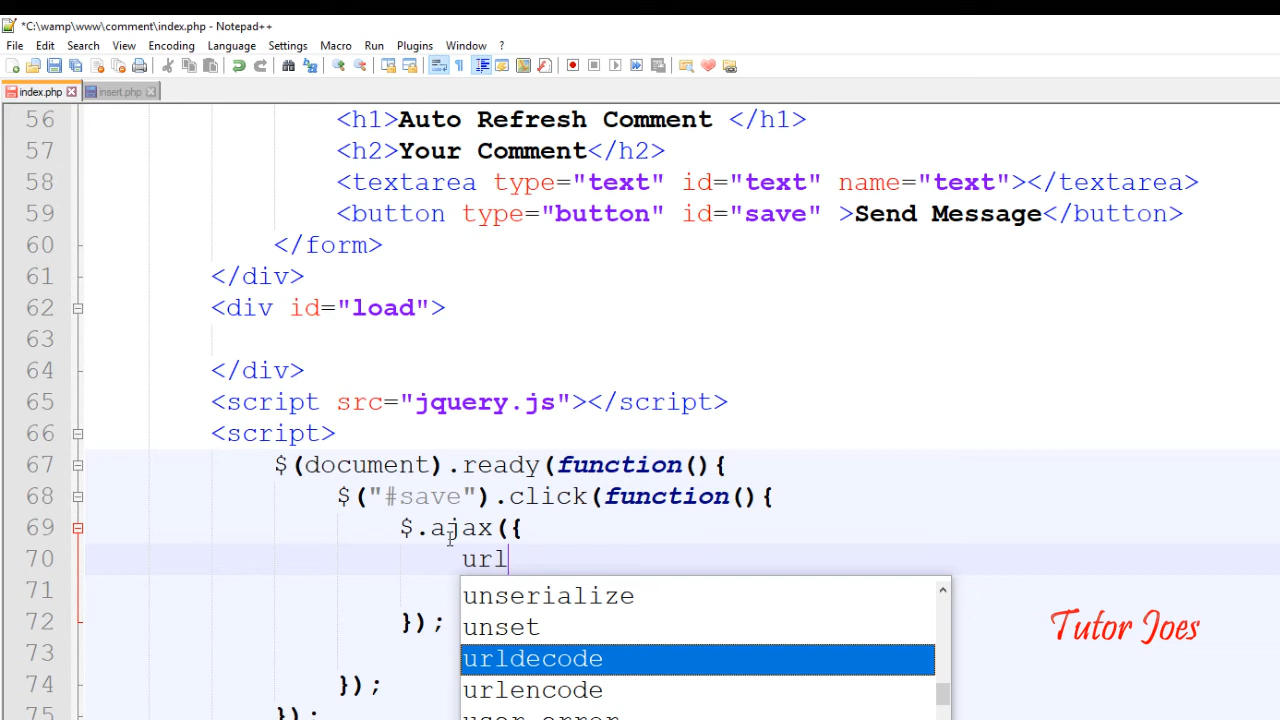 *C:\wamp\www\comment\index.php - Notepad++
File Edit Search View Encoding Language Settings Macro Run Plugins Window ?
index.php insert.php
56 <h1>Auto Refresh Comment </h1>
57 <h2>Your Comment</h2>
58 <textarea type="text" id="text" name="text"></textarea>
59 <button type="button" id="save" >Send Message</button>
60 </form>
61 </div>
62 <div id="load">
63
64 </div>
65 <script src="jquery.js"></script>
66 <script>
67 $(document).ready(function(){
68 $("#save").click(function(){
69 $.ajax({
70 url
unserialize
71
unset
72 });
urldecode
73
urlencode
74 });
user_error
75 });
Tutor Joes